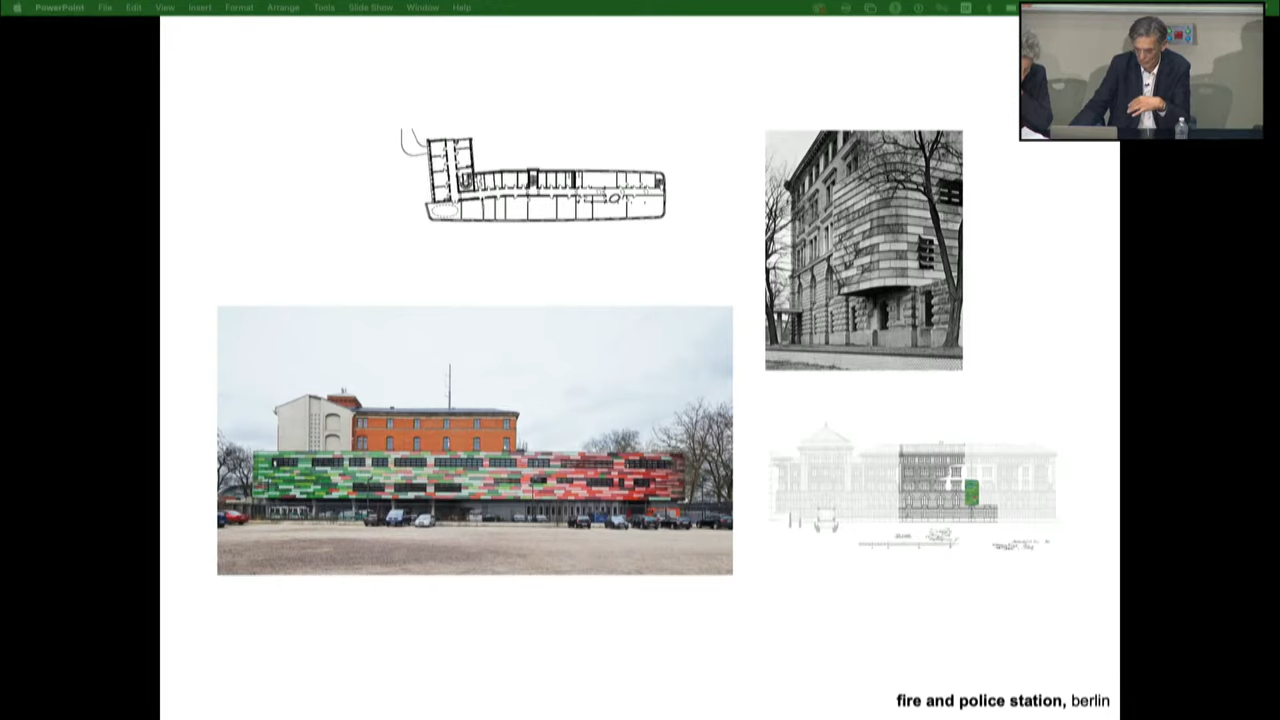 PowerPoint File Edit View Insert Format Arrange Tools Slide Show Window Help
fire and police station, berlin